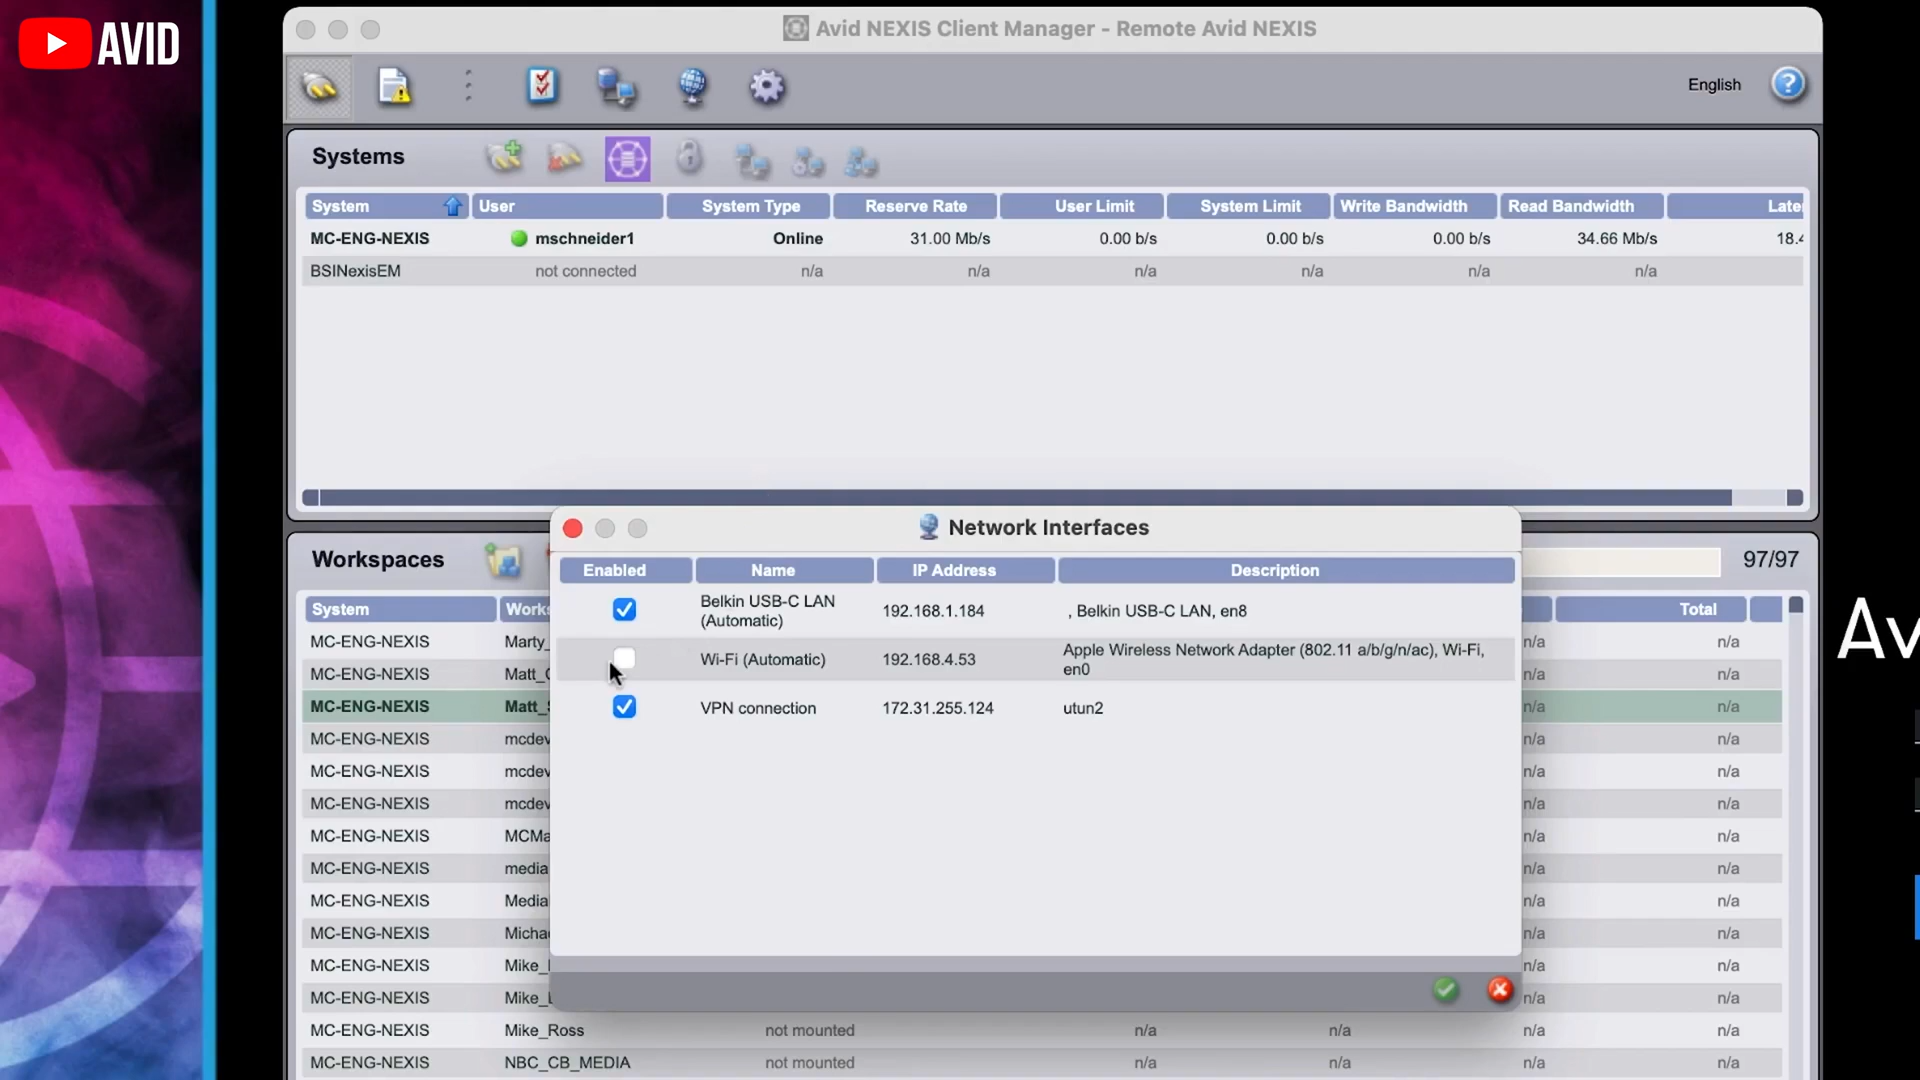 AVID
Avid NEXIS Client Manager - Remote Avid NEXIS
English
?
Systems
System User System Type Reserve Rate User Limit System Limit Write Bandwidth Read Bandwidth
MC-ENG-NEXIS mschneider1 Online 31.00 Mb/s 0.00 b/s 0.00 b/s 0.00 b/s 34.66 Mb/s
BSINexisEM not connected n/a n/a n/a n/a n/a n/a
Network Interfaces
Workspaces 97/97
Enabled Name IP Address Description
System Total
Belkin USB-C LAN
(Automatic) 192.168.1.184 , Belkin USB-C LAN, en8
MC-ENG-NEXIS n/a n/a
Wi-Fi (Automatic) 192.168.4.53 Apple Wireless Network Adapter (802.11 a/b/g/n/ac), Wi-Fi,
en0
MC-ENG-NEXIS n/a n/a
VPN connection 172.31.255.124 utun2
MC-ENG-NEXIS n/a n/a
MC-ENG-NEXIS n/a n/a
MC-ENG-NEXIS n/a n/a
MC-ENG-NEXIS n/a n/a
MC-ENG-NEXIS n/a n/a
MC-ENG-NEXIS media n/a n/a
MC-ENG-NEXIS Media n/a n/a
MC-ENG-NEXIS n/a n/a
MC-ENG-NEXIS n/a n/a
MC-ENG-NEXIS n/a n/a
MC-ENG-NEXIS Mike_Ross not mounted n/a n/a n/a n/a
MC-ENG-NEXIS NBC_CB_MEDIA not mounted n/a n/a n/a n/a